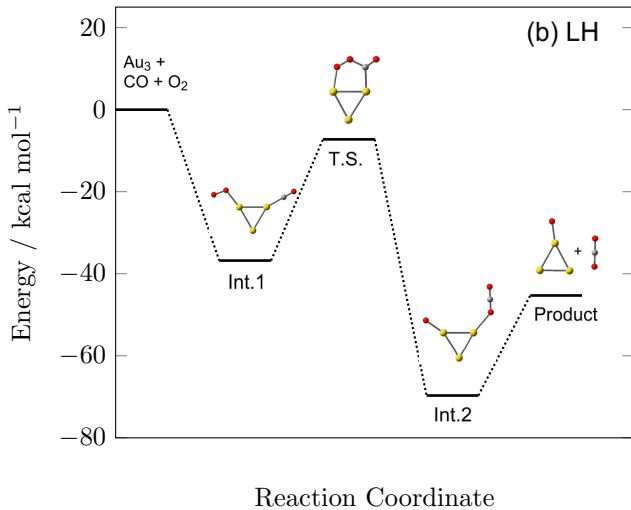 (b) LH
20
0
−20
−40
−60
−80
Energy / kcal mol⁻¹
Au₃ +
CO + O₂
Int.1
T.S.
Int.2
+
Product
Reaction Coordinate